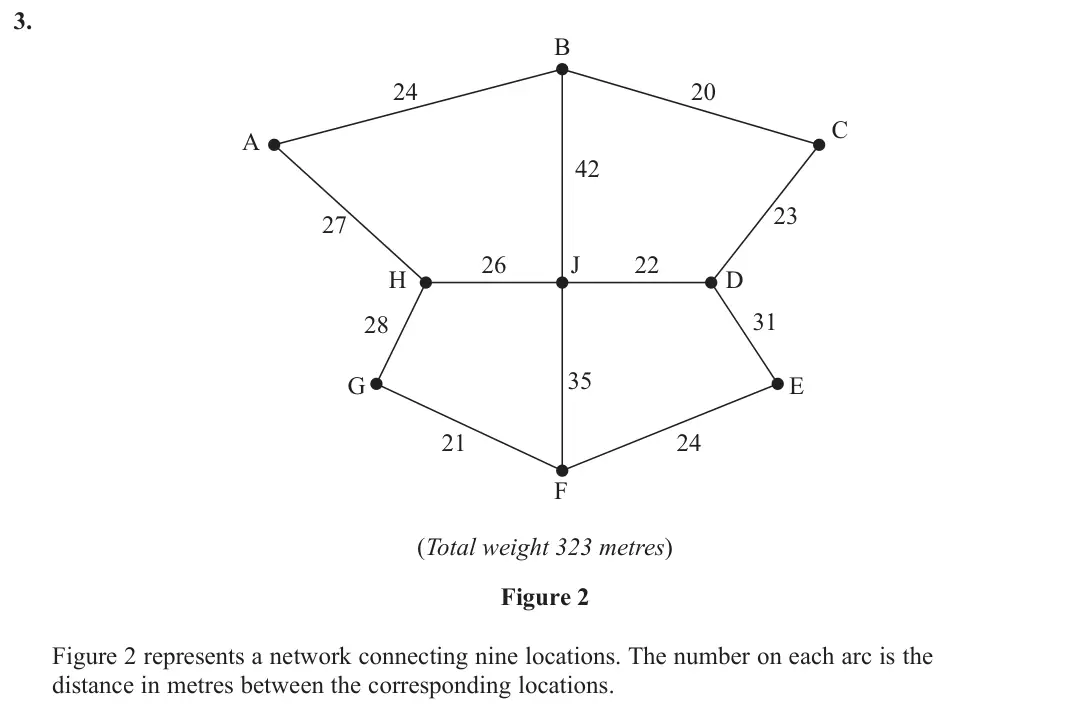 3.
B
24
20
A
C
42
27
23
H
26
J
22
D
28
31
G
35
E
21
24
F
(Total weight 323 metres)
Figure 2
Figure 2 represents a network connecting nine locations. The number on each arc is the
distance in metres between the corresponding locations.